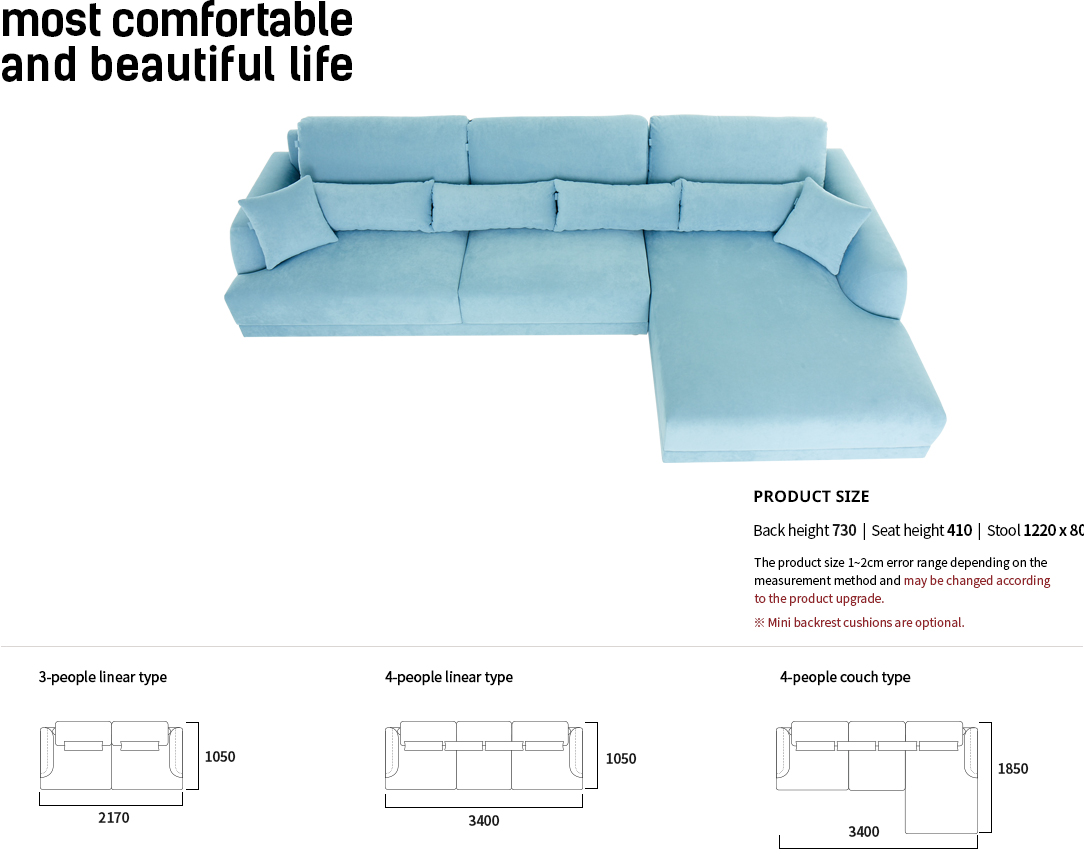 most comfortable
and beautiful life
PRODUCT SIZE
Back height 730 | Seat height 410 | Stool 1220 x 80
The product size 1~2cm error range depending on the
measurement method and may be changed according
to the product upgrade.
※ Mini backrest cushions are optional.
3-people linear type
4-people linear type
4-people couch type
1050
2170
1050
3400
1850
3400